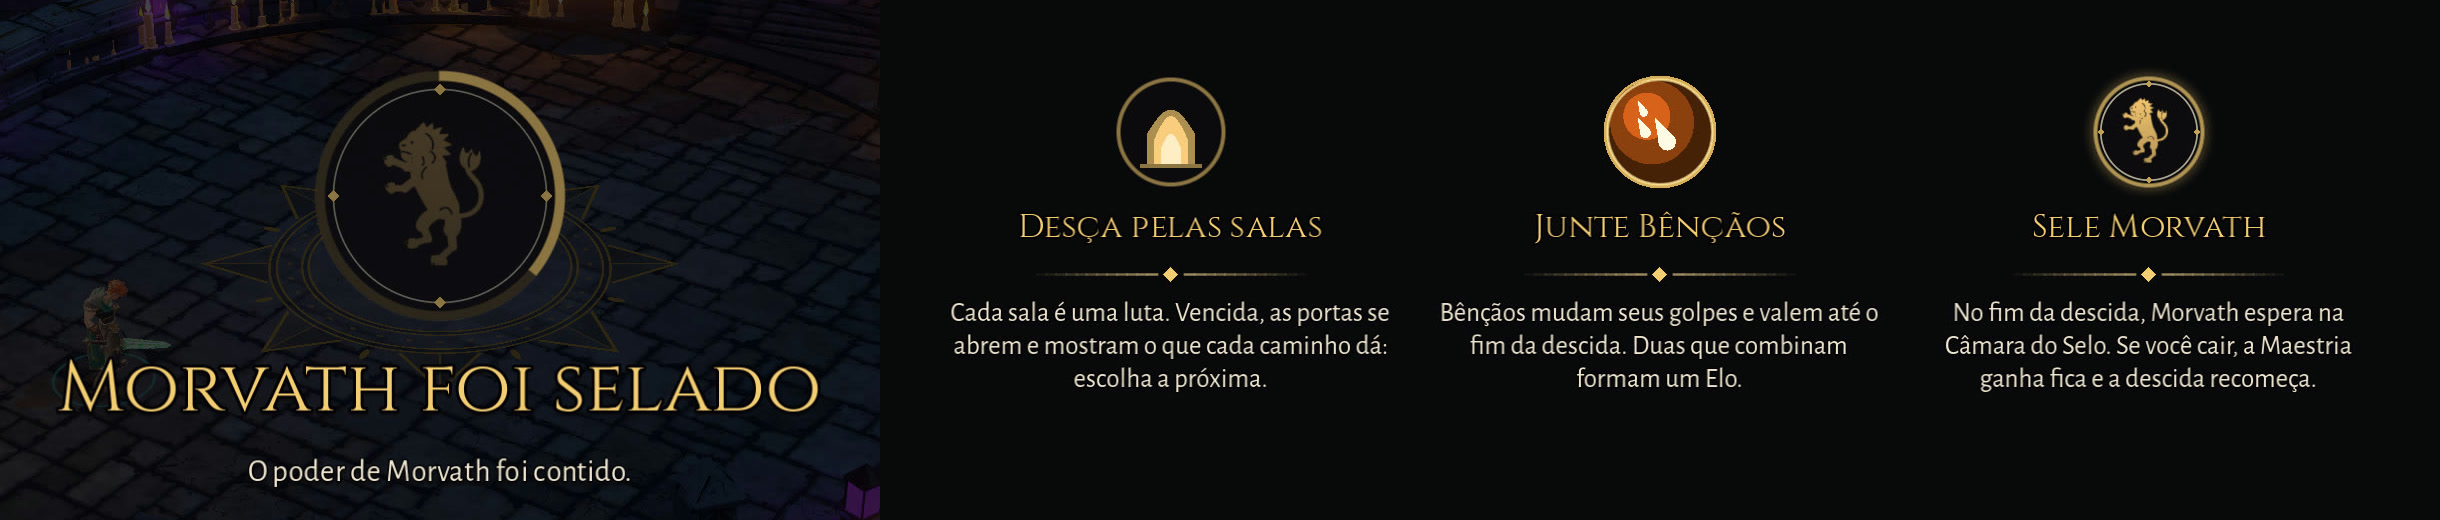 MORVATH FOI SELADO
O poder de Morvath foi contido.
DESÇA PELAS SALAS
Cada sala é uma luta. Vencida, as portas se
abrem e mostram o que cada caminho dá:
escolha a próxima.
JUNTE BÊNÇÃOS
Bênçãos mudam seus golpes e valem até o
fim da descida. Duas que combinam
formam um Elo.
SELE MORVATH
No fim da descida, Morvath espera na
Câmara do Selo. Se você cair, a Maestria
ganha fica e a descida recomeça.